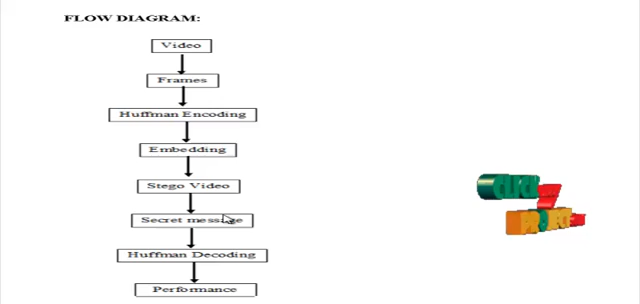 FLOW DIAGRAM:
Video
Frames
Huffman Encoding
Embedding
Stego Video
Secret message
Huffman Decoding
Performance